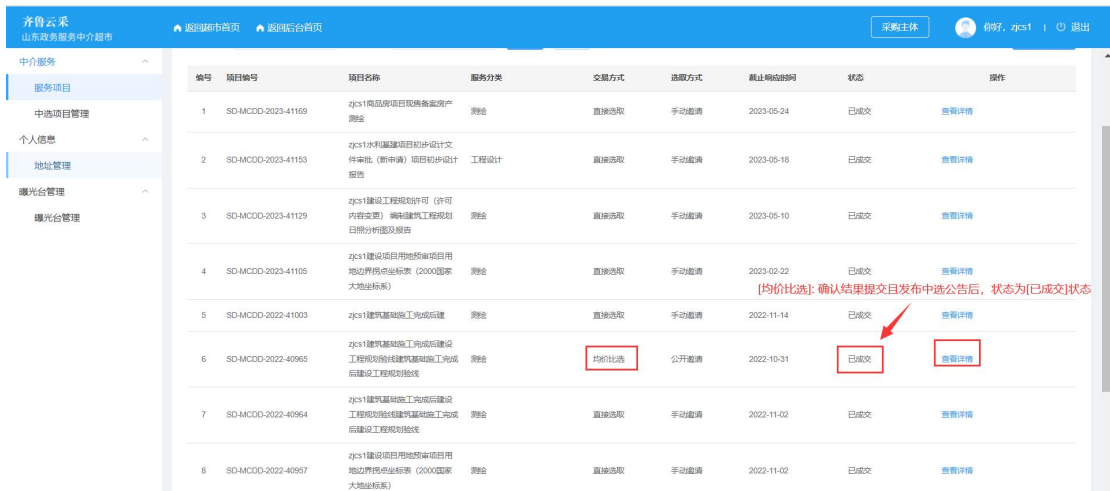 齐鲁云采
山东政务服务中介超市
返回超市首页 返回后台首页
采购主体
你好，zjcs1 | 退出
中介服务
服务项目
中选项目管理
个人信息
地址管理
曝光台管理
曝光台管理
编号 项目编号 项目名称 服务分类 交易方式 选取方式 截止响应时间 状态 操作
1 SD-MCDD-2023-41169 zjcs1商品房项目现售备案房产 测绘 直接选取 手动邀请 2023-05-24 已成交 查看详情
测绘
zjcs1水利基建项目初步设计文
2 SD-MCDD-2023-41153 件审批（新申请）项目初步设计 工程设计 直接选取 手动邀请 2023-05-18 已成交 查看详情
报告
zjcs1建设工程规划许可（许可
3 SD-MCDD-2023-41129 内容变更） 编制建筑工程规划 测绘 直接选取 手动邀请 2023-05-10 已成交 查看详情
日照分析图及报告
zjcs1建设项目用地预审项目用
4 SD-MCDD-2023-41105 地边界拐点坐标表（2000国家 测绘 直接选取 手动邀请 2023-02-22 已成交 查看详情
大地坐标系）
[均价比选]: 确认结果提交且发布中选公告后，状态为[已成交]状态
5 SD-MCDD-2022-41003 zjcs1建筑基础施工完成后建 测绘 直接选取 手动邀请 2022-11-14 已成交 查看详情
zjcs1建筑基础施工完成后建设
6 SD-MCDD-2022-40965 工程规划验线建筑基础施工完成 测绘 均价比选 公开邀请 2022-10-31 已成交 查看详情
后建设工程规划验线
zjcs1建筑基础施工完成后建设
7 SD-MCDD-2022-40964 工程规划验线建筑基础施工完成 测绘 直接选取 手动邀请 2022-11-02 已成交 查看详情
后建设工程规划验线
zjcs1建设项目用地预审项目用
8 SD-MCDD-2022-40957 地边界拐点坐标表（2000国家 测绘 直接选取 手动邀请 2022-11-02 已成交 查看详情
大地坐标系）